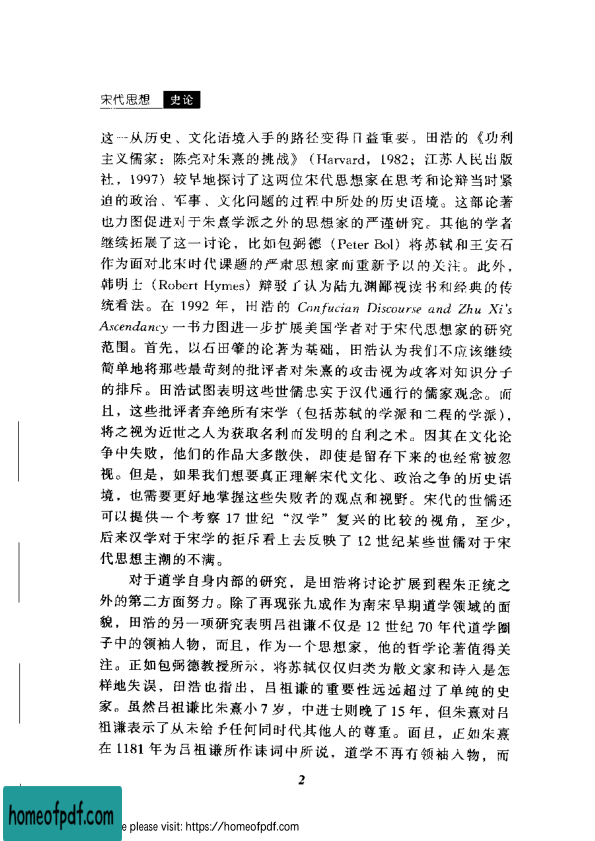 宋代思想 史论
这一从历史、文化语境入手的路径变得日益重要。田浩的《功利
主义儒家：陈亮对朱熹的挑战》（Harvard，1982；江苏人民出版
社，1997）较早地探讨了这两位宋代思想家在思考和论辩当时紧
迫的政治、军事、文化问题的过程中所处的历史语境。这部论著
也力图促进对于朱熹学派之外的思想家的严谨研究。其他的学者
继续拓展了这一讨论，比如包弼德（Peter Bol）将苏轼和王安石
作为面对北宋时代课题的严肃思想家而重新予以的关注。此外，
韩明士（Robert Hymes）辩驳了认为陆九渊鄙视读书和经典的传
统看法。在 1992 年，田浩的 Confucian Discourse and Zhu Xi's
Ascendancy 一书力图进一步扩展美国学者对于宋代思想家的研究
范围。首先，以石田肇的论著为基础，田浩认为我们不应该继续
简单地将那些最苛刻的批评者对朱熹的攻击视为政客对知识分子
的排斥。田浩试图表明这些世儒忠实于汉代通行的儒家观念。而
且，这些批评者弃绝所有宋学（包括苏轼的学派和二程的学派），
将之视为近世之人为获取名利而发明的自利之术。因其在文化论
争中失败，他们的作品大多散佚，即使是留存下来的也经常被忽
视。但是，如果我们想要真正理解宋代文化、政治之争的历史语
境，也需要更好地掌握这些失败者的观点和视野。宋代的世儒还
可以提供一个考察 17 世纪“汉学”复兴的比较的视角，至少，
后来汉学对于宋学的拒斥看上去反映了 12 世纪某些世儒对于宋
代思想主潮的不满。
对于道学自身内部的研究，是田浩将讨论扩展到程朱正统之
外的第二方面努力。除了再现张九成作为南宋早期道学领域的面
貌，田浩的另一项研究表明吕祖谦不仅是 12 世纪 70 年代道学圈
子中的领袖人物，而且，作为一个思想家，他的哲学论著值得关
注。正如包弼德教授所示，将苏轼仅仅归类为散文家和诗人是怎
样地失误，田浩也指出，吕祖谦的重要性远远超过了单纯的史
家。虽然吕祖谦比朱熹小 7 岁，中进士则晚了 15 年，但朱熹对吕
祖谦表示了从未给予任何同时代其他人的尊重。而且，正如朱熹
在 1181 年为吕祖谦所作诔词中所说，道学不再有领袖人物，而
2
homeofpdf.com
e please visit: https://homeofpdf.com